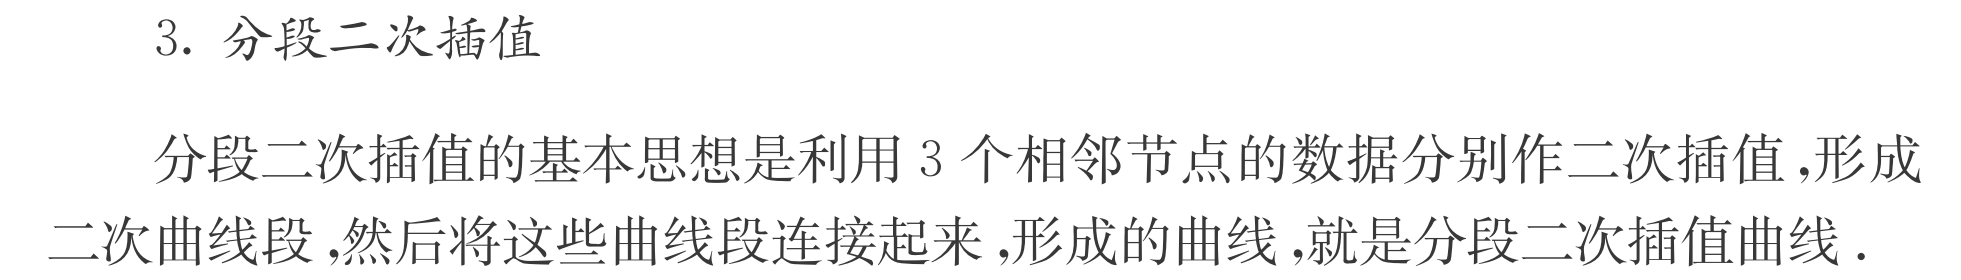 3. 分段二次插值
分段二次插值的基本思想是利用 3 个相邻节点的数据分别作二次插值,形成
二次曲线段,然后将这些曲线段连接起来,形成的曲线,就是分段二次插值曲线.